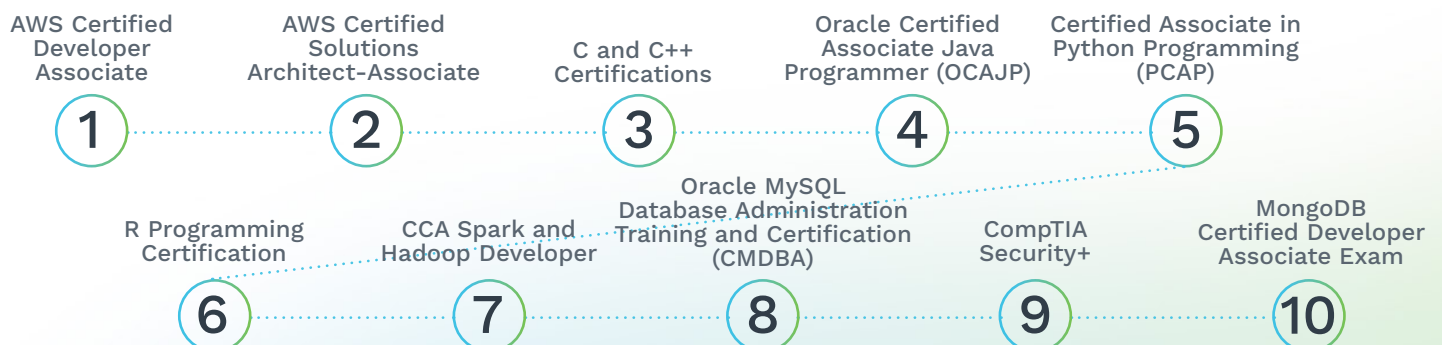 AWS Certified
Developer
Associate
1
AWS Certified
Solutions
Architect-Associate
2
C and C++
Certifications
3
Oracle Certified
Associate Java
Programmer (OCAJP)
4
Certified Associate in
Python Programming
(PCAP)
5
R Programming
Certification
6
CCA Spark and
Hadoop Developer
7
Oracle MySQL
Database Administration
Training and Certification
(CMDBA)
8
CompTIA
Security+
9
MongoDB
Certified Developer
Associate Exam
10